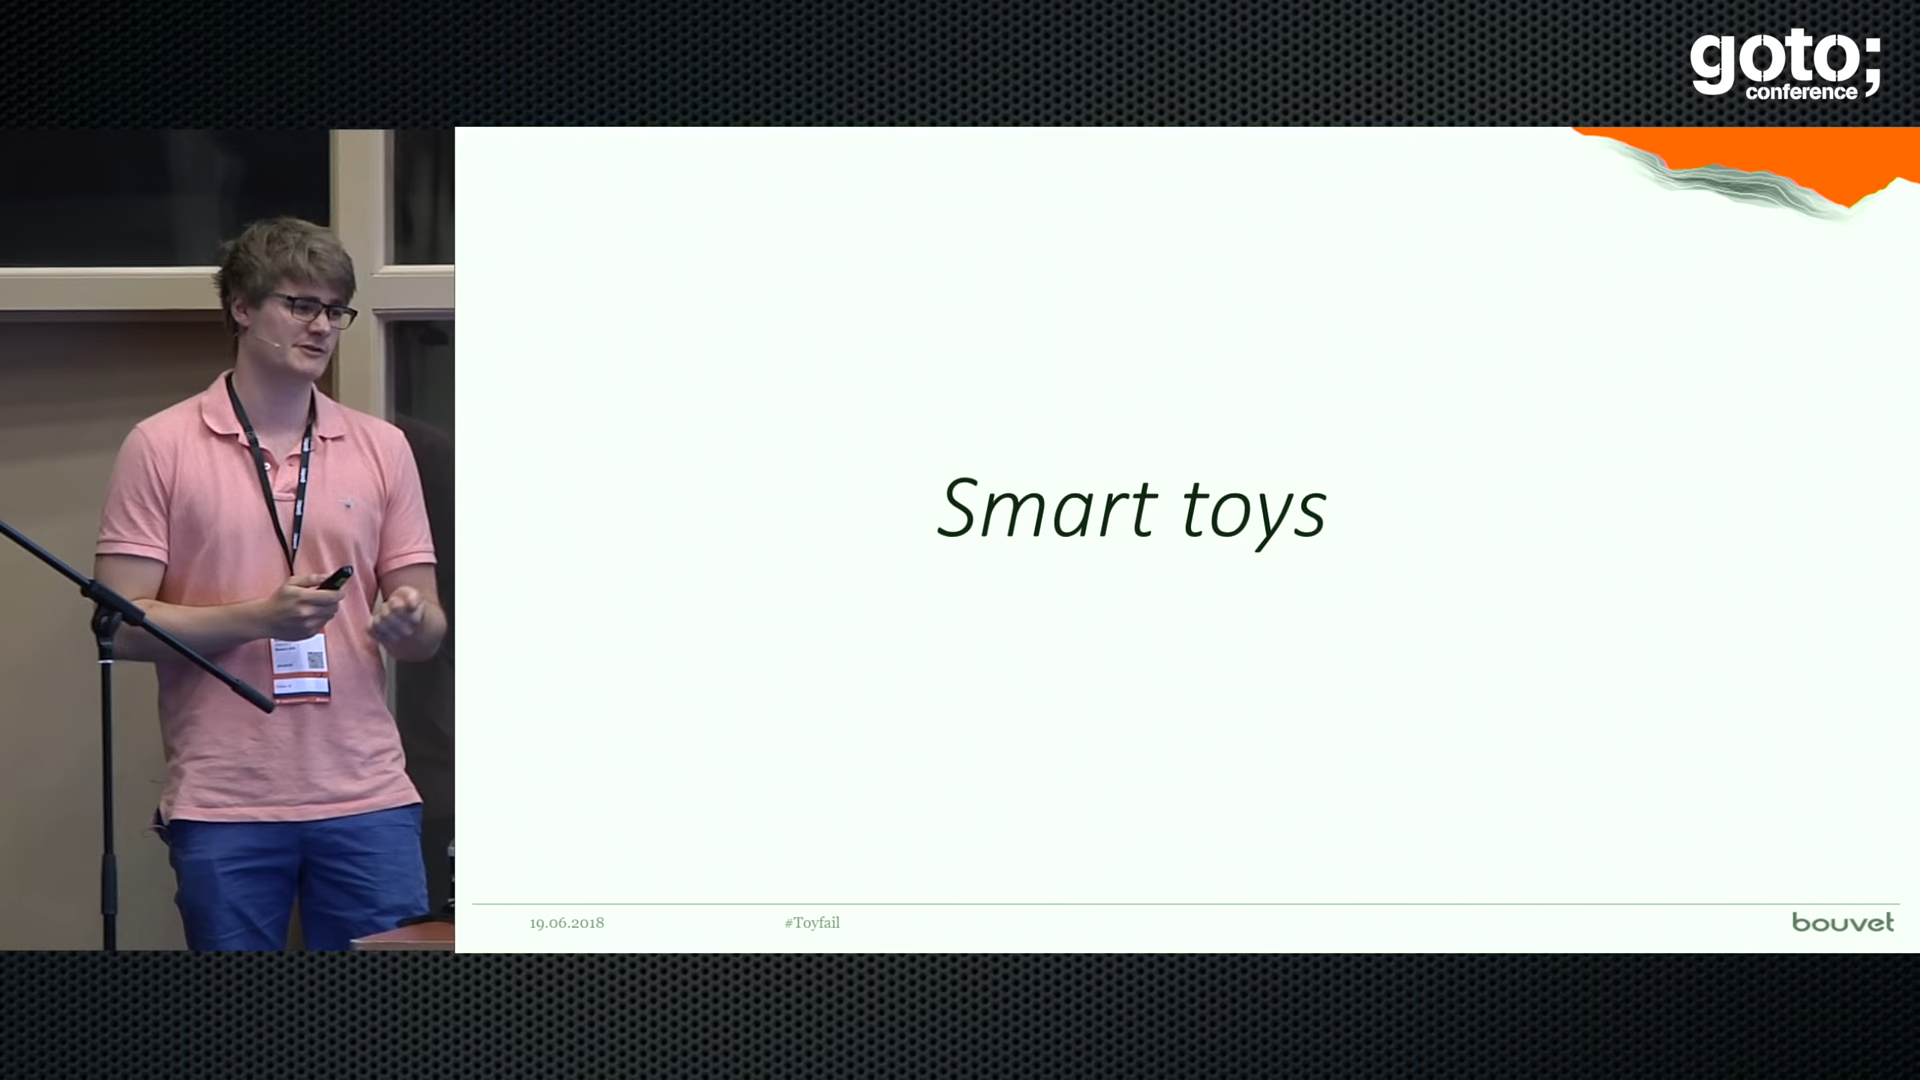 goto;
conference
Smart toys
19.06.2018
#Toyfail
bouvet